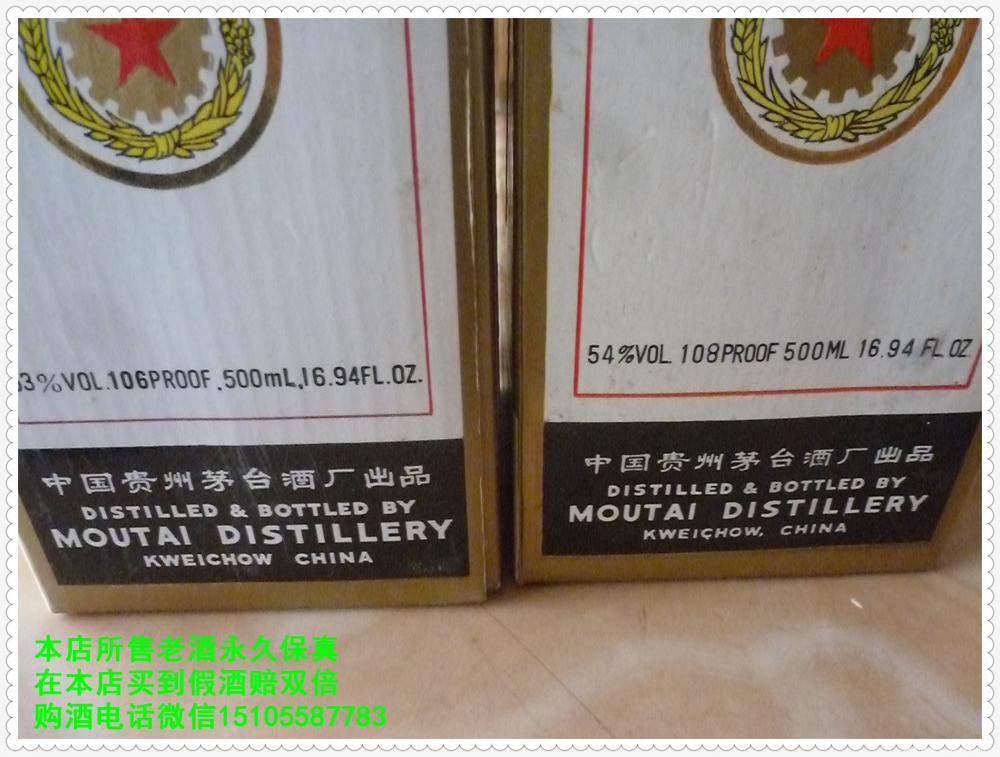 3%VOL.106PROOF.500mL,16.94FL.OZ.
中国贵州茅台酒厂出品
DISTILLED & BOTTLED BY
MOUTAI DISTILLERY
KWEICHOW CHINA
54%VOL. 108PROOF 500ML 16.94 FL OZ
中国贵州茅台酒厂出品
DISTILLED & BOTTLED BY
MOUTAI DISTILLERY
KWEICHOW, CHINA
本店所售老酒永久保真
在本店买到假酒赔双倍
购酒电话微信15105587783